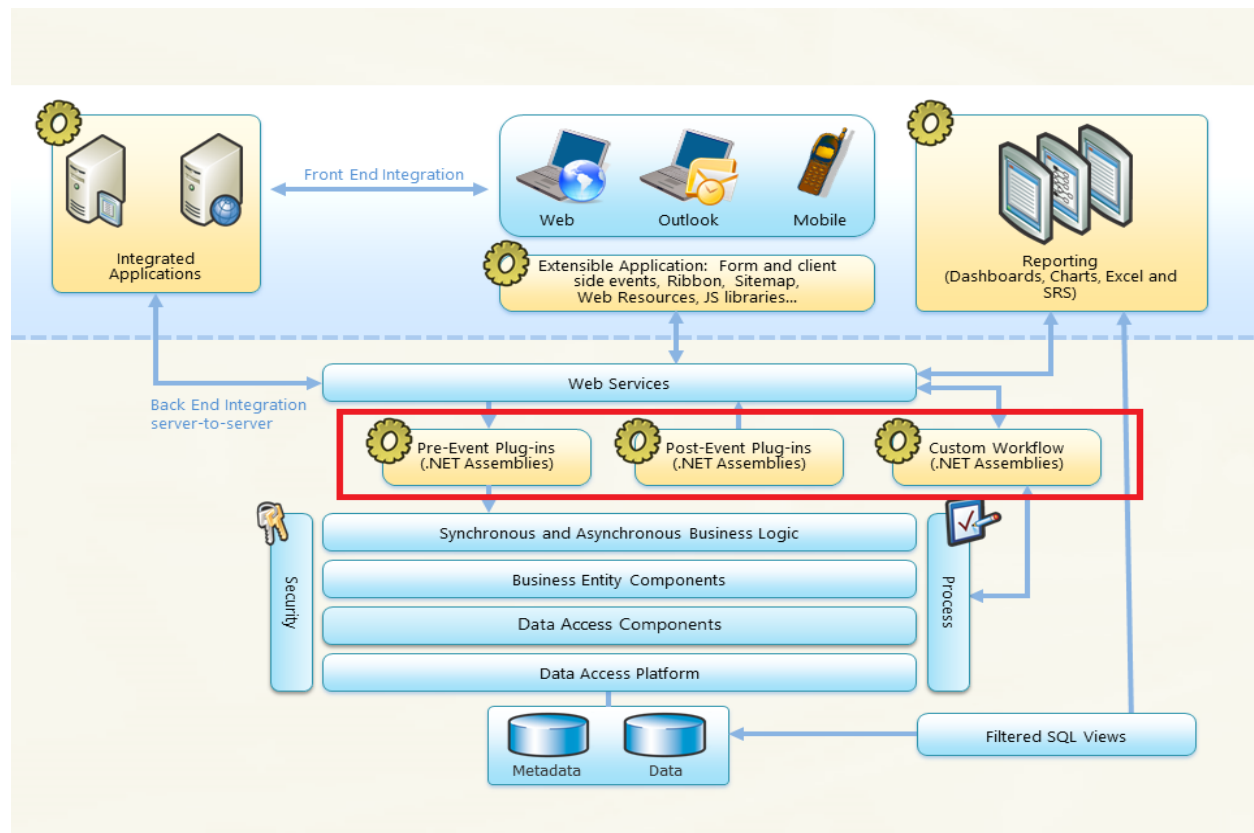 Front End Integration
Web
Outlook
Mobile
Integrated
Applications
Extensible Application: Form and client
side events, Ribbon, Sitemap,
Web Resources, JS libraries...
Reporting
(Dashboards, Charts, Excel and
SRS)
Web Services
Back End Integration
server-to-server
Pre-Event Plug-ins
(.NET Assemblies)
Post-Event Plug-ins
(.NET Assemblies)
Custom Workflow
(.NET Assemblies)
Security
Synchronous and Asynchronous Business Logic
Business Entity Components
Data Access Components
Data Access Platform
Process
Metadata
Data
Filtered SQL Views